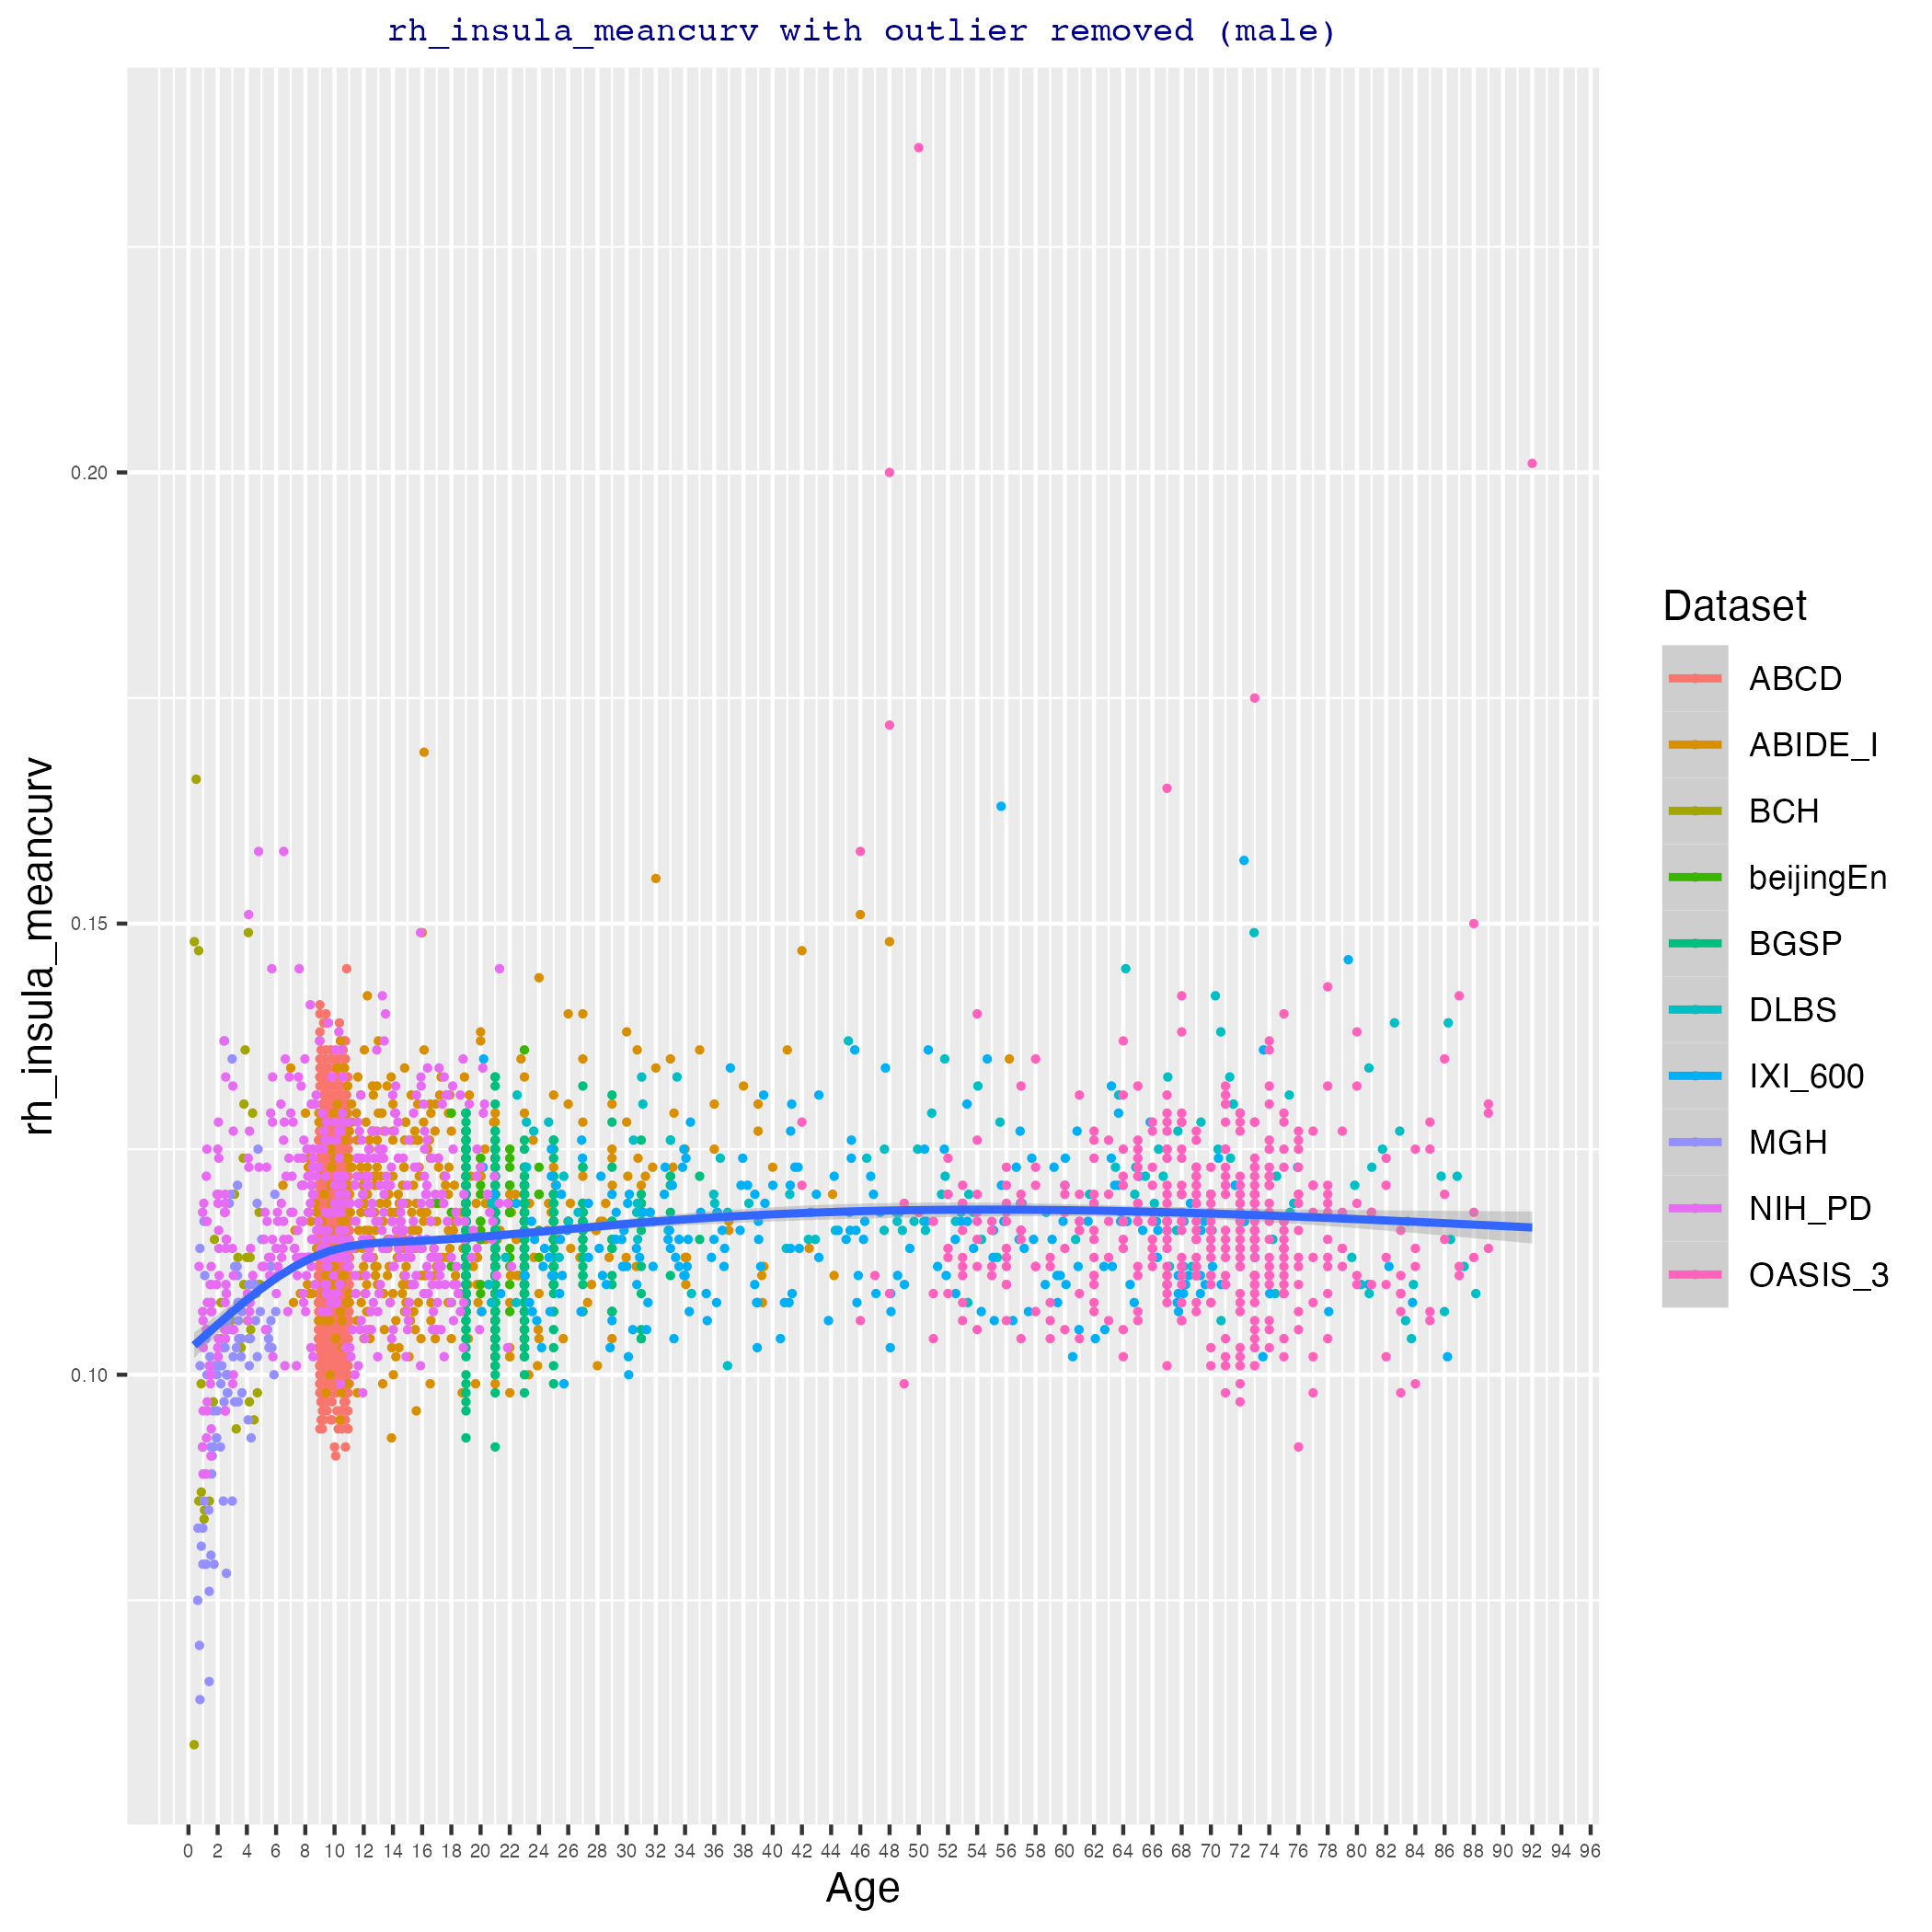 rh_insula_meancurv with outlier removed (male)
rh_insula_meancurv
0.20
0.15
0.10
0 2 4 6 8 10 12 14 16 18 20 22 24 26 28 30 32 34 36 38 40 42 44 46 48 50 52 54 56 58 60 62 64 66 68 70 72 74 76 78 80 82 84 86 88 90 92 94 96
Age
Dataset
ABCD
ABIDE_I
BCH
beijingEn
BGSP
DLBS
IXI_600
MGH
NIH_PD
OASIS_3